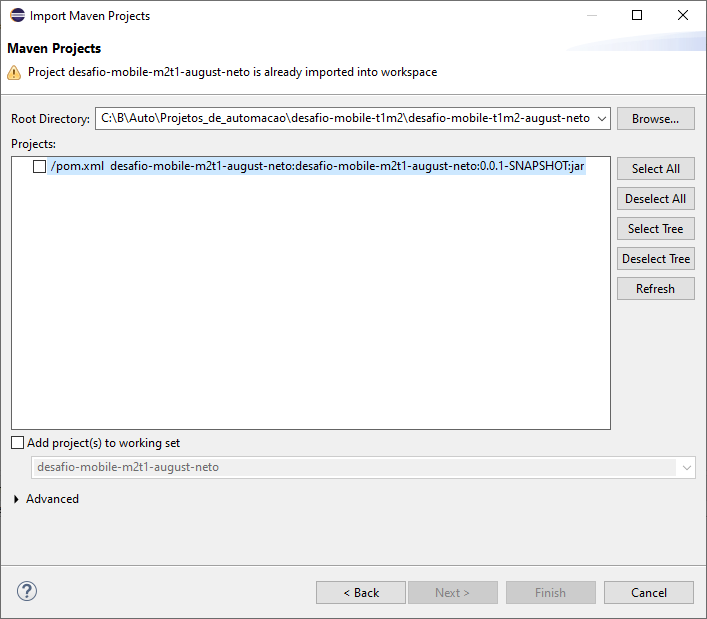 Import Maven Projects
Maven Projects
Project desafio-mobile-m2t1-august-neto is already imported into workspace
Root Directory: C:\B\Auto\Projetos_de_automacao\desafio-mobile-t1m2\desafio-mobile-t1m2-august-neto Browse...
Projects:
/pom.xml desafio-mobile-m2t1-august-neto:desafio-mobile-m2t1-august-neto:0.0.1-SNAPSHOT:jar
Select All
Deselect All
Select Tree
Deselect Tree
Refresh
Add project(s) to working set
desafio-mobile-m2t1-august-neto
Advanced
? < Back Next > Finish Cancel